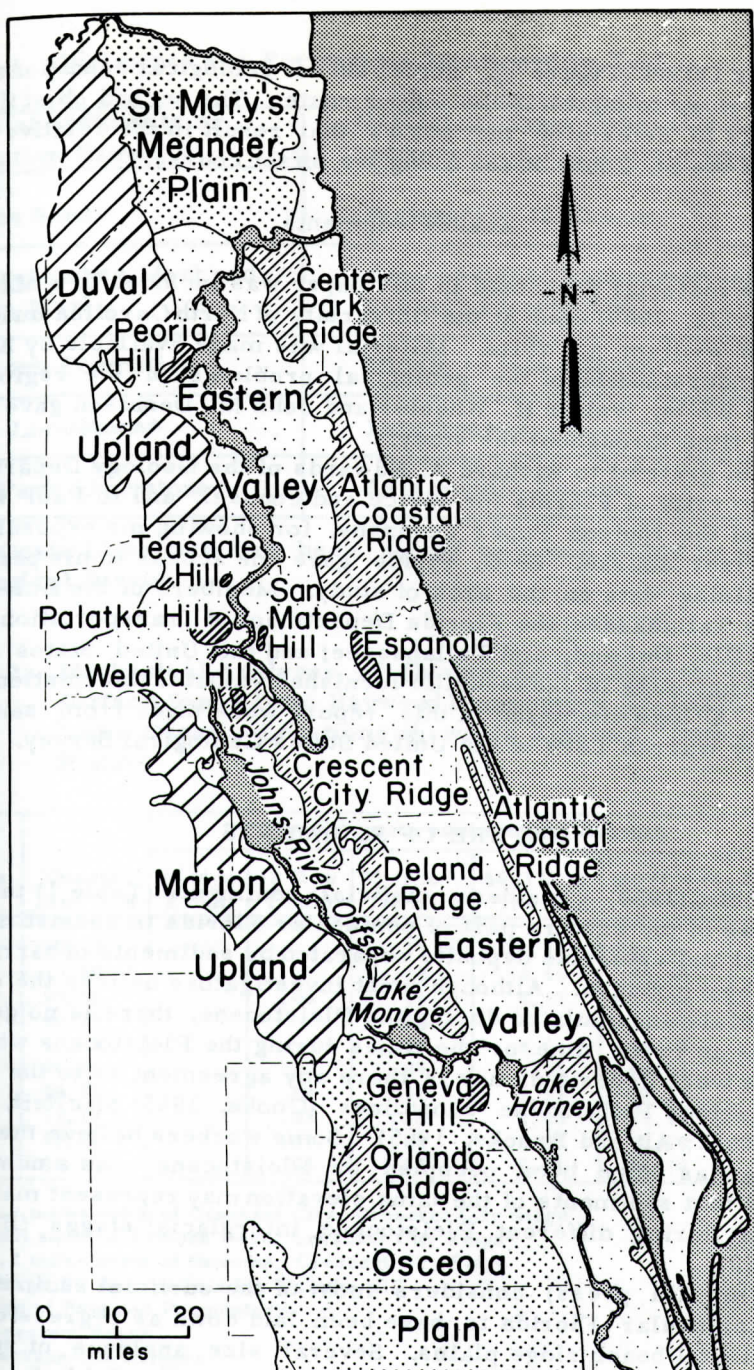 St. Mary's
Meander
Plain
N
Duval
Center
Park
Ridge
Peoria
Hill
Eastern
Upland
Valley
Atlantic
Coastal
Ridge
Teasdale
Hill
San
Mateo
Hill
Palatka Hill
Espanola
Hill
Welaka Hill
St. Johns River Offset
Crescent
City Ridge
Atlantic
Coastal
Ridge
Deland
Ridge
Marion
Eastern
Upland
Lake
Monroe
Valley
Geneva
Hill
Lake
Harney
Orlando
Ridge
Osceola
Plain
0 10 20
miles